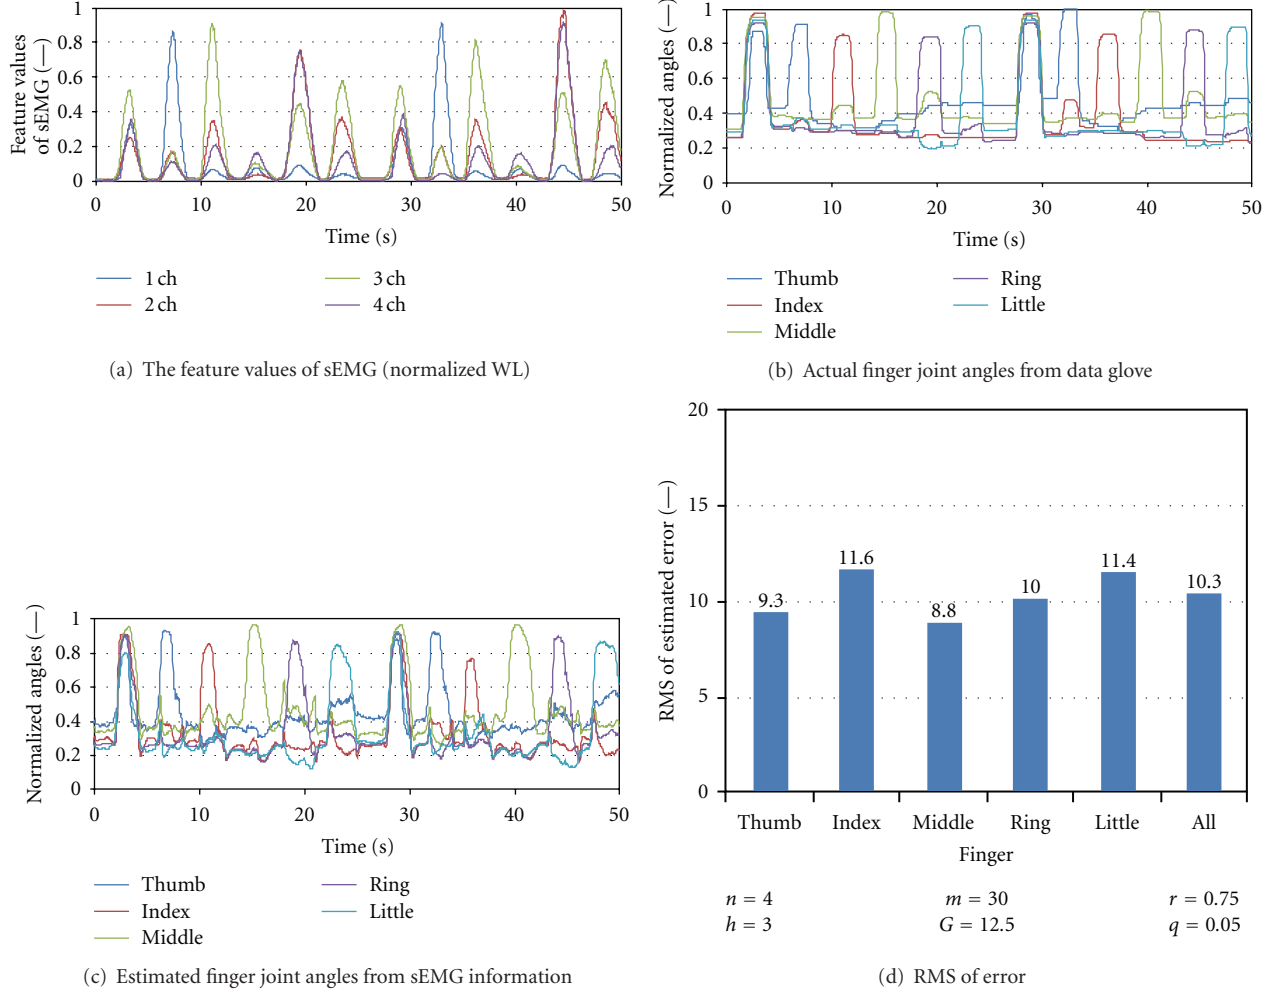 Feature values
of sEMG (—)
1
0.8
0.6
0.4
0.2
0
0 10 20 30 40 50
Time (s)
1 ch 3 ch
2 ch 4 ch
(a) The feature values of sEMG (normalized WL)
Normalized angles (—)
1
0.8
0.6
0.4
0.2
0
0 10 20 30 40 50
Time (s)
Thumb Ring
Index Little
Middle
(b) Actual finger joint angles from data glove
Normalized angles (—)
1
0.8
0.6
0.4
0.2
0
0 10 20 30 40 50
Time (s)
Thumb Ring
Index Little
Middle
(c) Estimated finger joint angles from sEMG information
RMS of estimated error (—)
20
15
10
5
0
9.3 11.6 8.8 10 11.4 10.3
Thumb Index Middle Ring Little All
Finger
n = 4 m = 30 r = 0.75
h = 3 G = 12.5 q = 0.05
(d) RMS of error